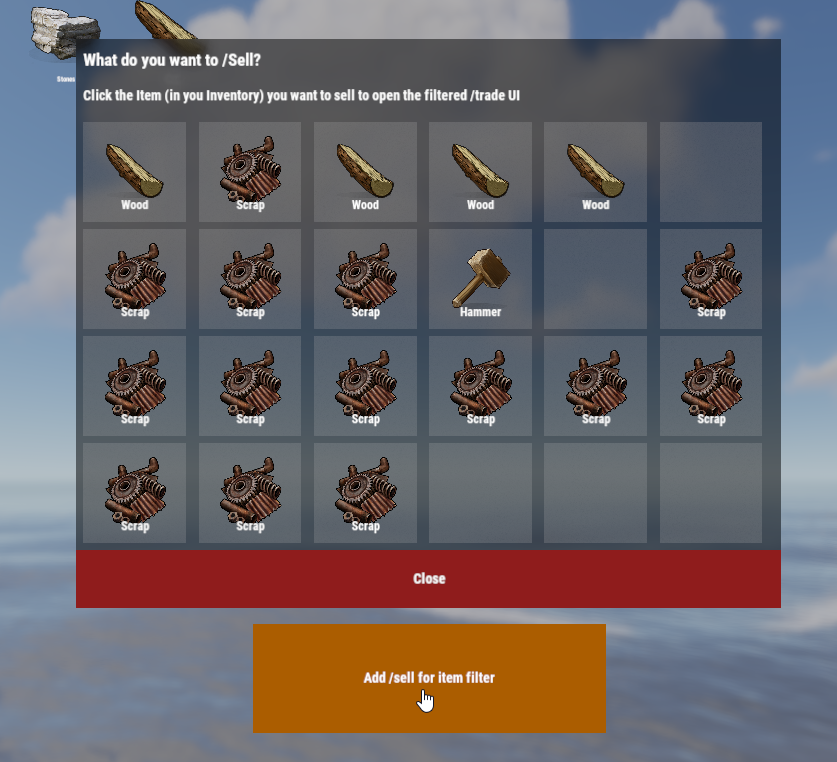 Stones
What do you want to /Sell?
Click the Item (in you Inventory) you want to sell to open the filtered /trade UI
Wood
Scrap
Wood
Wood
Wood
Scrap
Scrap
Scrap
Hammer
Scrap
Scrap
Scrap
Scrap
Scrap
Scrap
Scrap
Scrap
Scrap
Scrap
Close
Add /sell for item filter